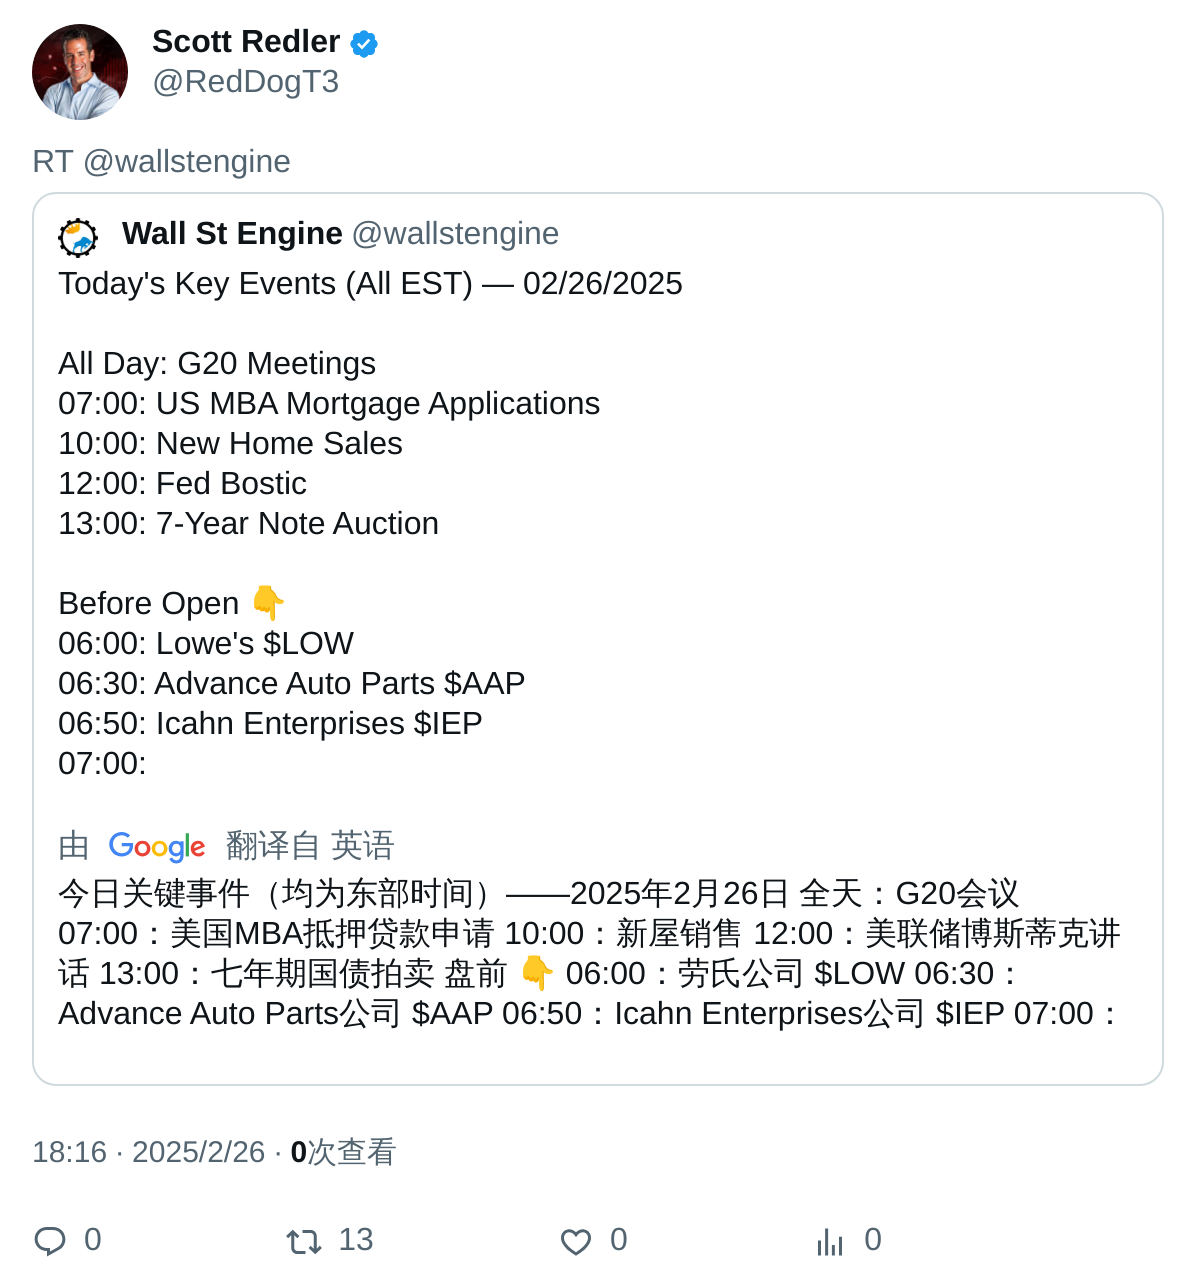 Scott Redler
@RedDogT3
RT @wallstengine
Wall St Engine @wallstengine
Today's Key Events (All EST) — 02/26/2025
All Day: G20 Meetings
07:00: US MBA Mortgage Applications
10:00: New Home Sales
12:00: Fed Bostic
13:00: 7-Year Note Auction
Before Open 👇
06:00: Lowe's $LOW
06:30: Advance Auto Parts $AAP
06:50: Icahn Enterprises $IEP
07:00:
由 Google 翻译自 英语
今日关键事件（均为东部时间）——2025年2月26日 全天：G20会议
07:00：美国MBA抵押贷款申请 10:00：新屋销售 12:00：美联储博斯蒂克讲
话 13:00：七年期国债拍卖 盘前 👇 06:00：劳氏公司 $LOW 06:30：
Advance Auto Parts公司 $AAP 06:50：Icahn Enterprises公司 $IEP 07:00：
18:16 · 2025/2/26 · 0次查看
0 13 0 0